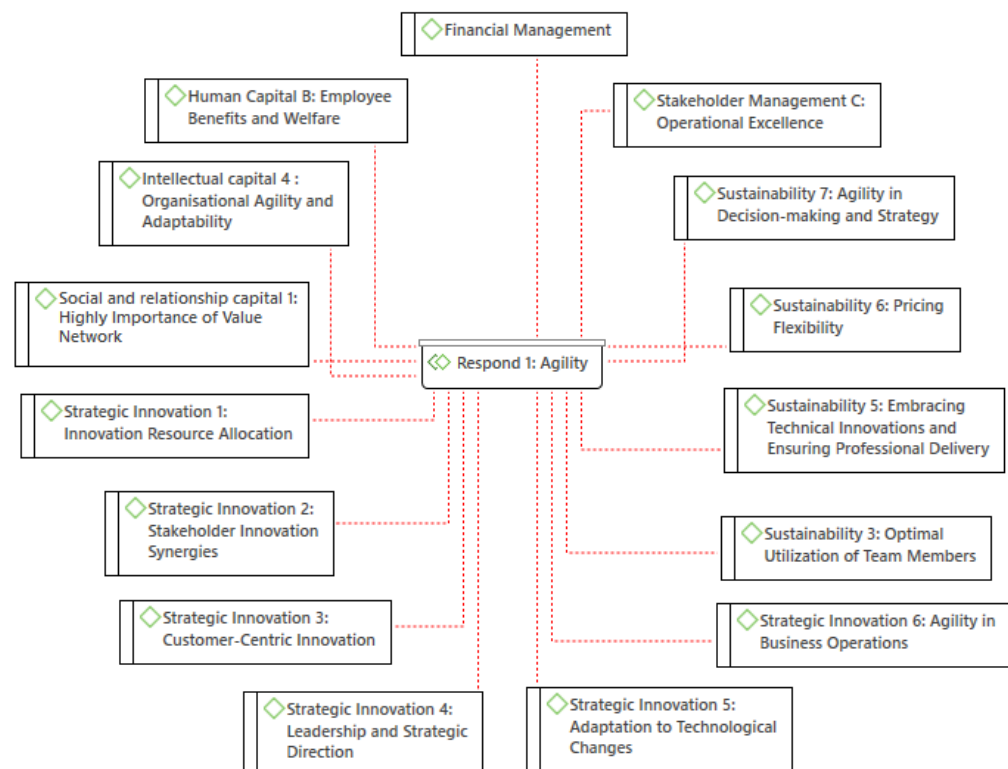 Financial Management
Human Capital B: Employee
Benefits and Welfare
Stakeholder Management C:
Operational Excellence
Intellectual capital 4 :
Organisational Agility and
Adaptability
Sustainability 7: Agility in
Decision-making and Strategy
Social and relationship capital 1:
Highly Importance of Value
Network
Sustainability 6: Pricing
Flexibility
Respond 1: Agility
Strategic Innovation 1:
Innovation Resource Allocation
Sustainability 5: Embracing
Technical Innovations and
Ensuring Professional Delivery
Strategic Innovation 2:
Stakeholder Innovation
Synergies
Sustainability 3: Optimal
Utilization of Team Members
Strategic Innovation 3:
Customer-Centric Innovation
Strategic Innovation 6: Agility in
Business Operations
Strategic Innovation 4:
Leadership and Strategic
Direction
Strategic Innovation 5:
Adaptation to Technological
Changes